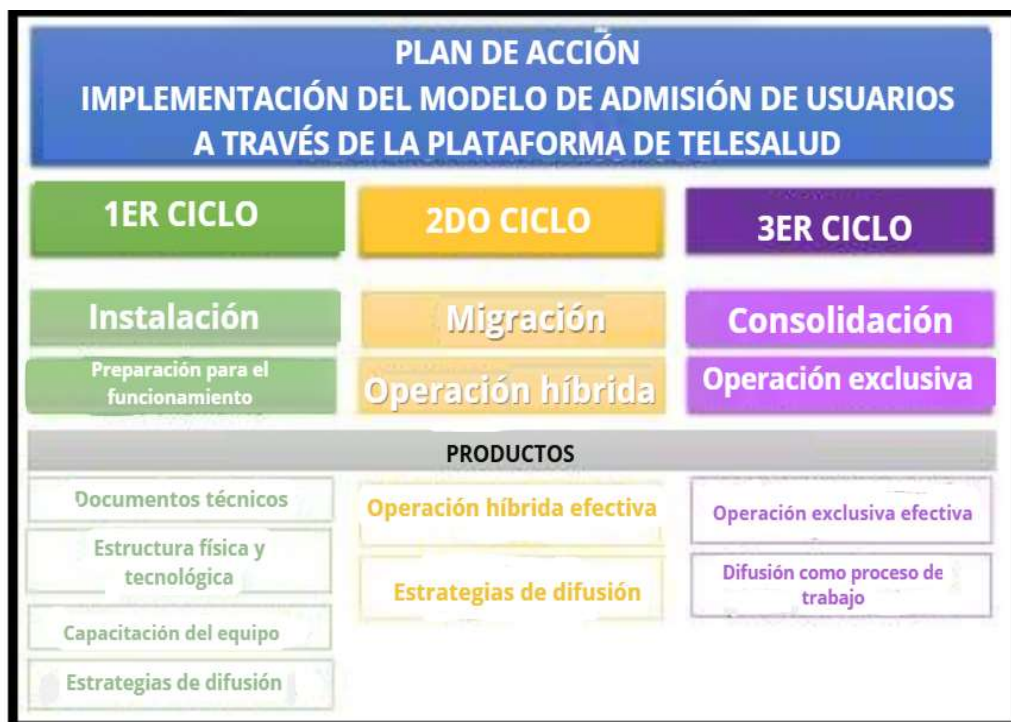 PLAN DE ACCIÓN
IMPLEMENTACIÓN DEL MODELO DE ADMISIÓN DE USUARIOS
A TRAVÉS DE LA PLATAFORMA DE TELESALUD
1ER CICLO
2DO CICLO
3ER CICLO
Instalación
Migración
Consolidación
Preparación para el
funcionamiento
Operación híbrida
Operación exclusiva
PRODUCTOS
Documentos técnicos
Estructura física y
tecnológica
Capacitación del equipo
Estrategias de difusión
Operación híbrida efectiva
Estrategias de difusión
Operación exclusiva efectiva
Difusión como proceso de
trabajo